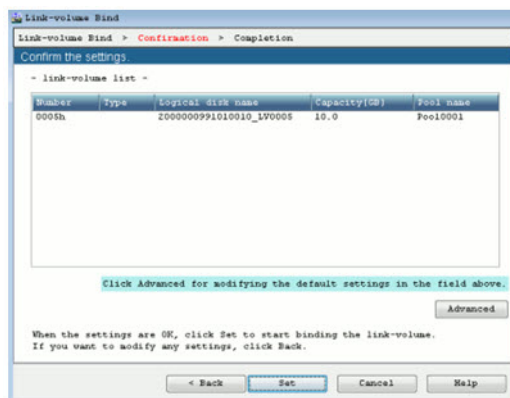 Link-volume Bind
Link-volume Bind > Confirmation > Completion
Confirm the settings.
- link-volume list -
Number Type Logical disk name Capacity[GB] Pool name
0005h 2000000991010010_LV0005 10.0 Pool0001
Click Advanced for modifying the default settings in the field above.
Advanced
When the settings are OK, click Set to start binding the link-volume.
If you want to modify any settings, click Back.
< Back Set Cancel Help